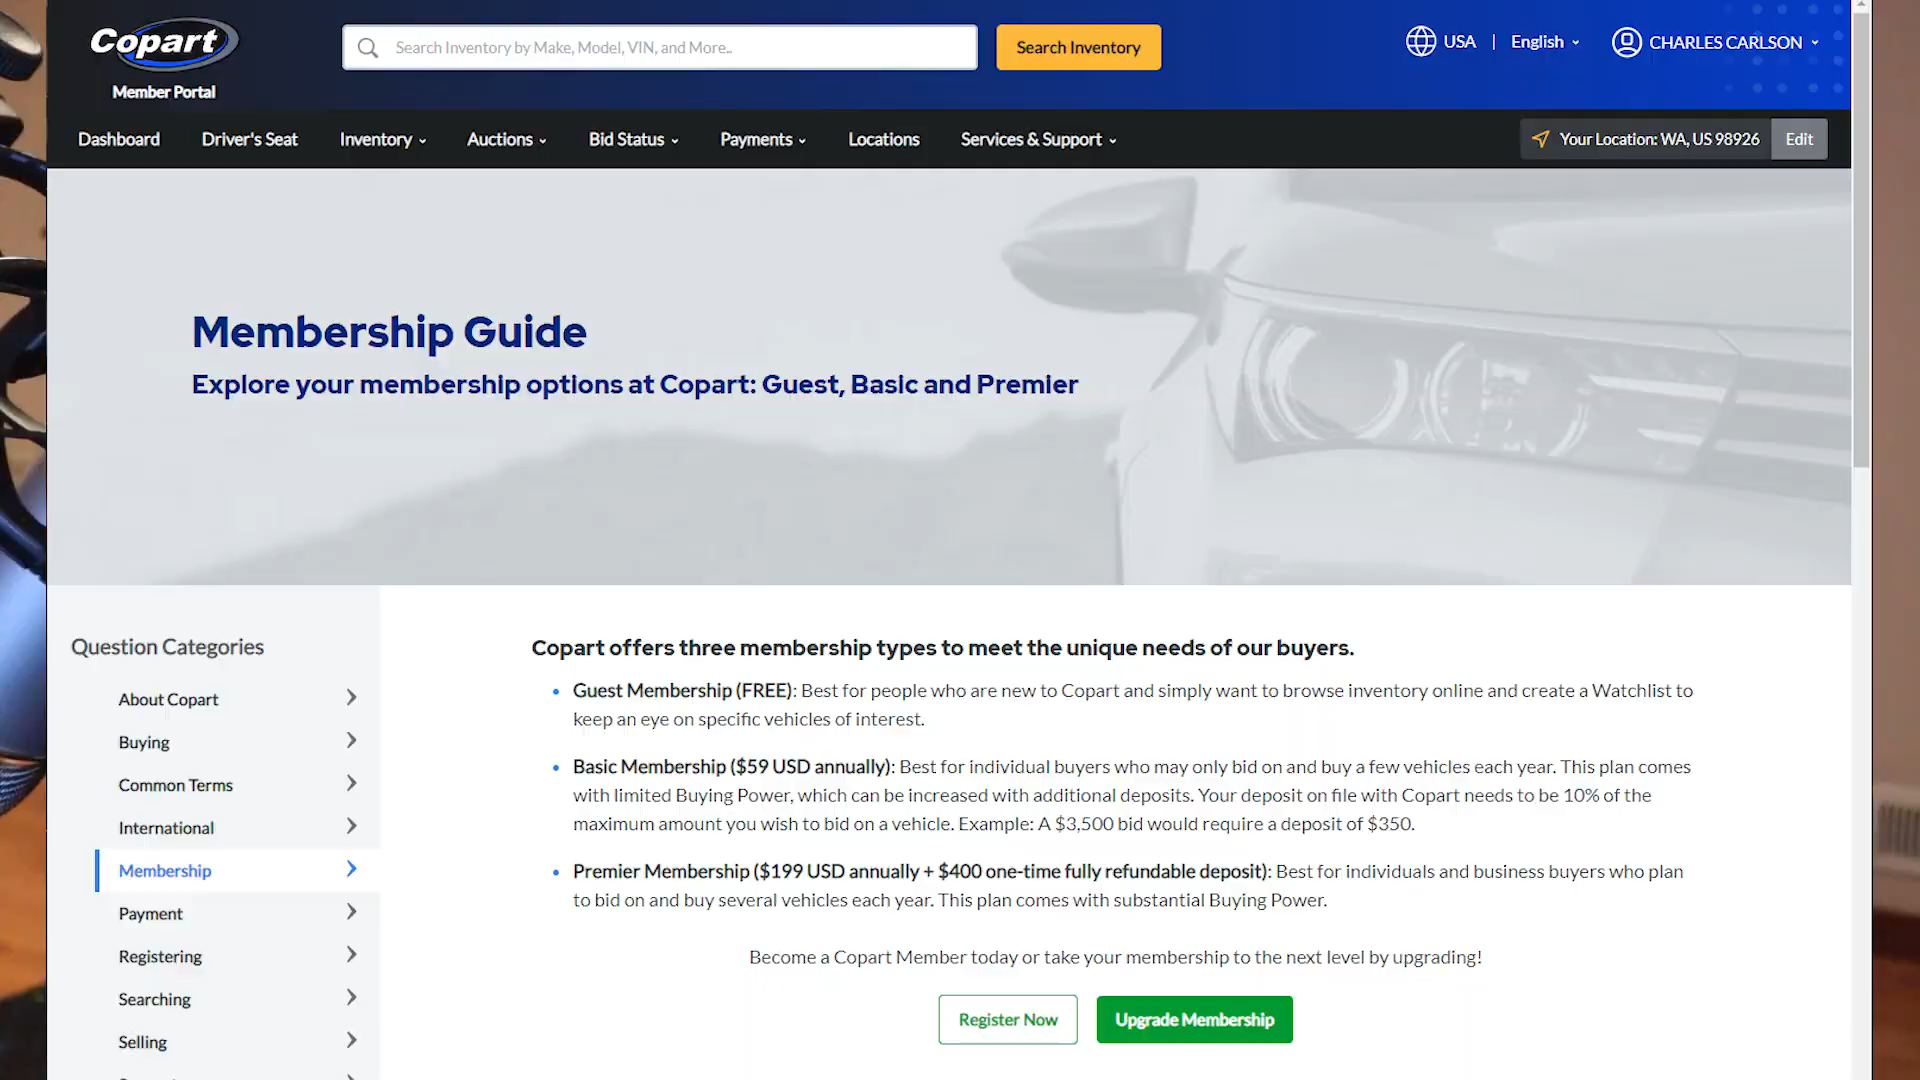 Copart
Member Portal
Search Inventory by Make, Model, VIN, and More..
Search Inventory
USA | English
CHARLES CARLSON
Dashboard
Driver's Seat
Inventory
Auctions
Bid Status
Payments
Locations
Services & Support
Your Location: WA, US 98926
Edit
Membership Guide
Explore your membership options at Copart: Guest, Basic and Premier
Question Categories
About Copart
Buying
Common Terms
International
Membership
Payment
Registering
Searching
Selling
Copart offers three membership types to meet the unique needs of our buyers.
• Guest Membership (FREE): Best for people who are new to Copart and simply want to browse inventory online and create a Watchlist to
keep an eye on specific vehicles of interest.
• Basic Membership ($59 USD annually): Best for individual buyers who may only bid on and buy a few vehicles each year. This plan comes
with limited Buying Power, which can be increased with additional deposits. Your deposit on file with Copart needs to be 10% of the
maximum amount you wish to bid on a vehicle. Example: A $3,500 bid would require a deposit of $350.
• Premier Membership ($199 USD annually + $400 one-time fully refundable deposit): Best for individuals and business buyers who plan
to bid on and buy several vehicles each year. This plan comes with substantial Buying Power.
Become a Copart Member today or take your membership to the next level by upgrading!
Register Now
Upgrade Membership